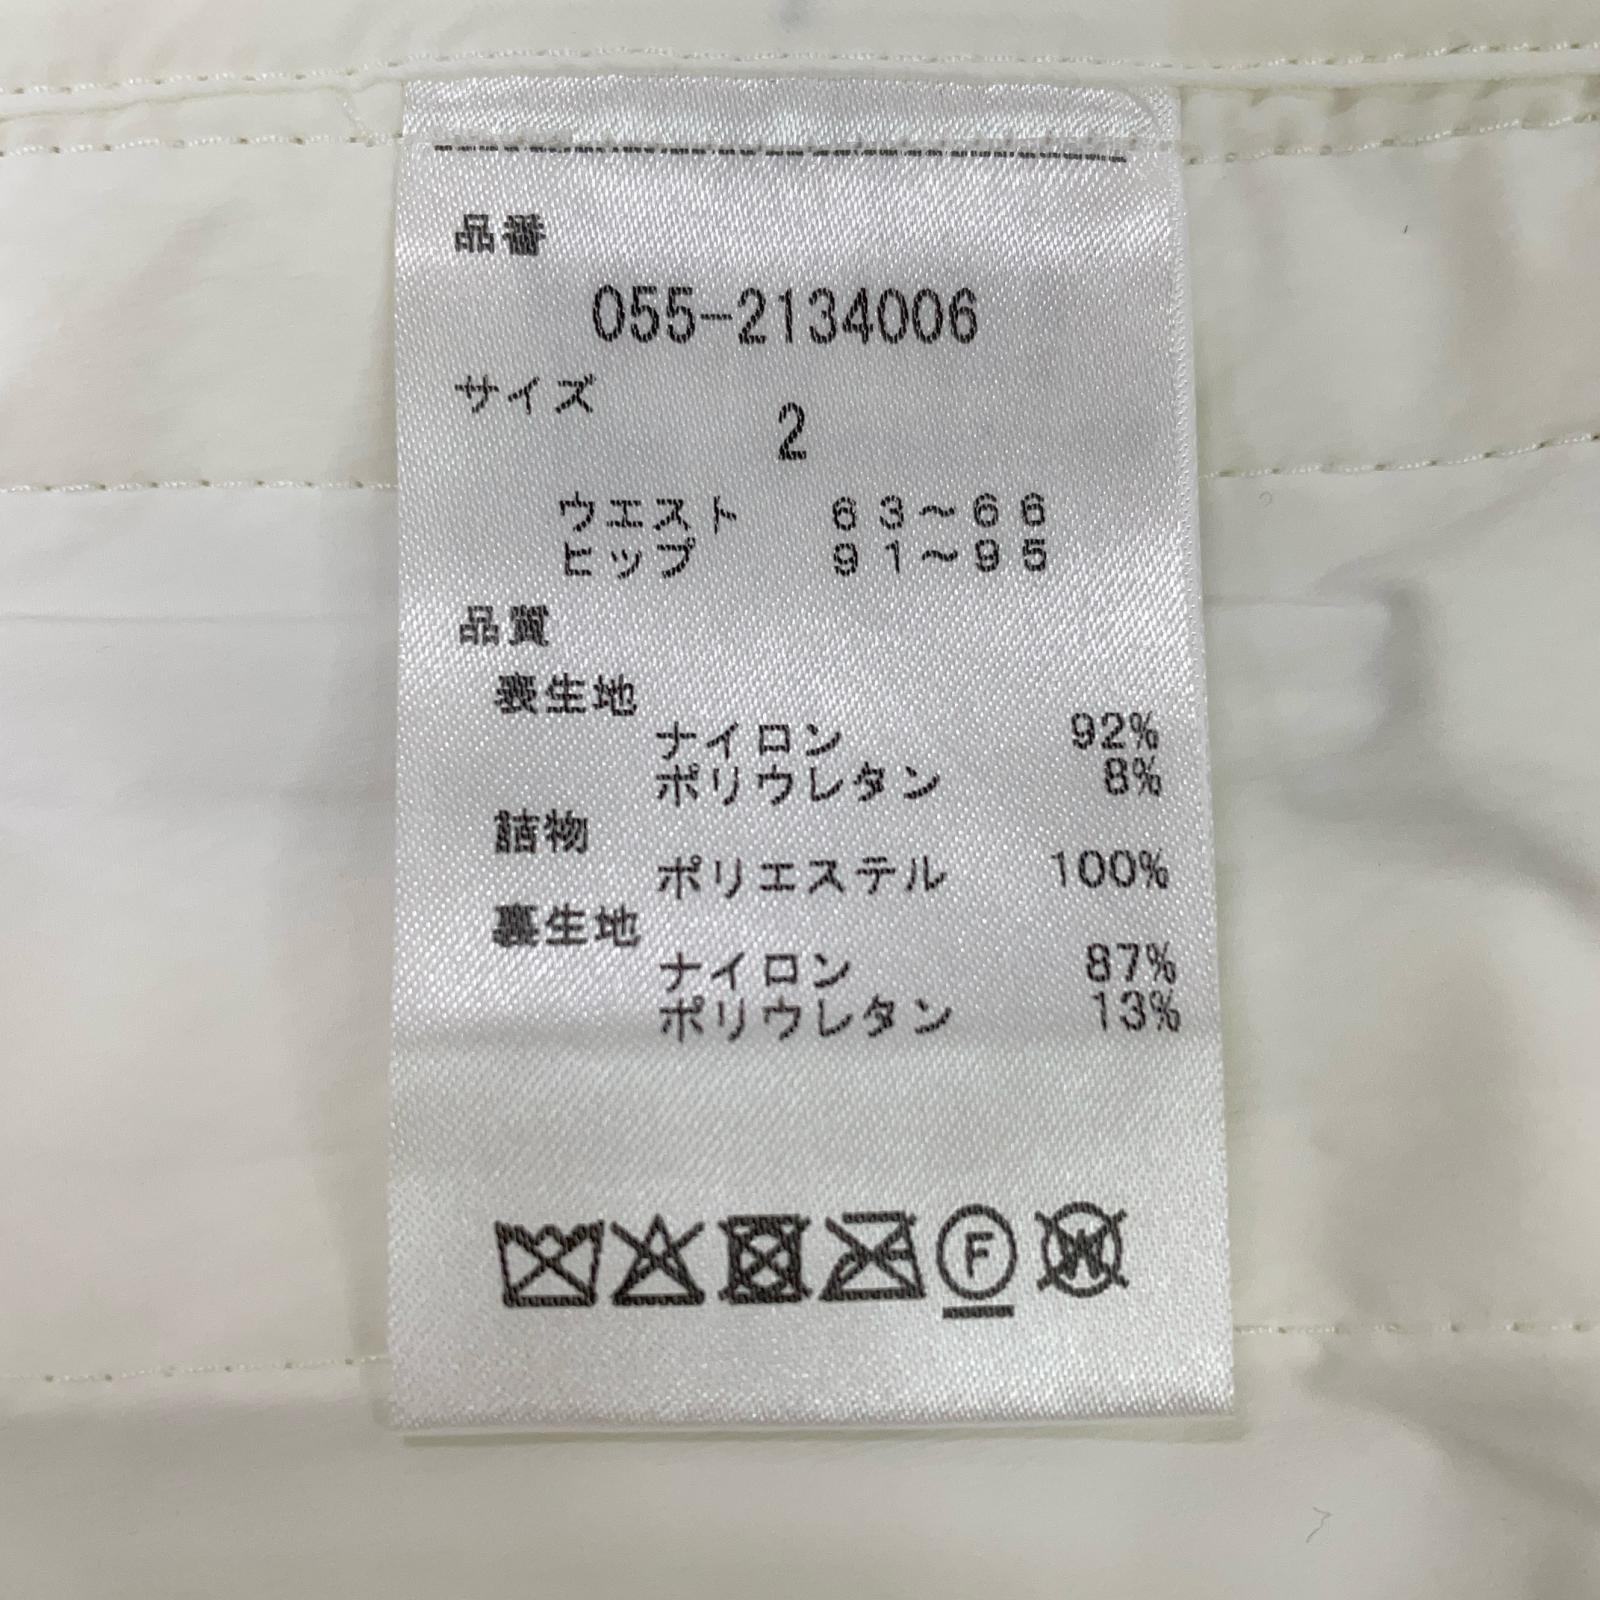 品番
055-2134006
サイズ
2
ウエスト 63～66
ヒップ 91～95
品質
表生地
ナイロン 92%
ポリウレタン 8%
詰物
ポリエステル 100%
裏生地
ナイロン 87%
ポリウレタン 13%
F W